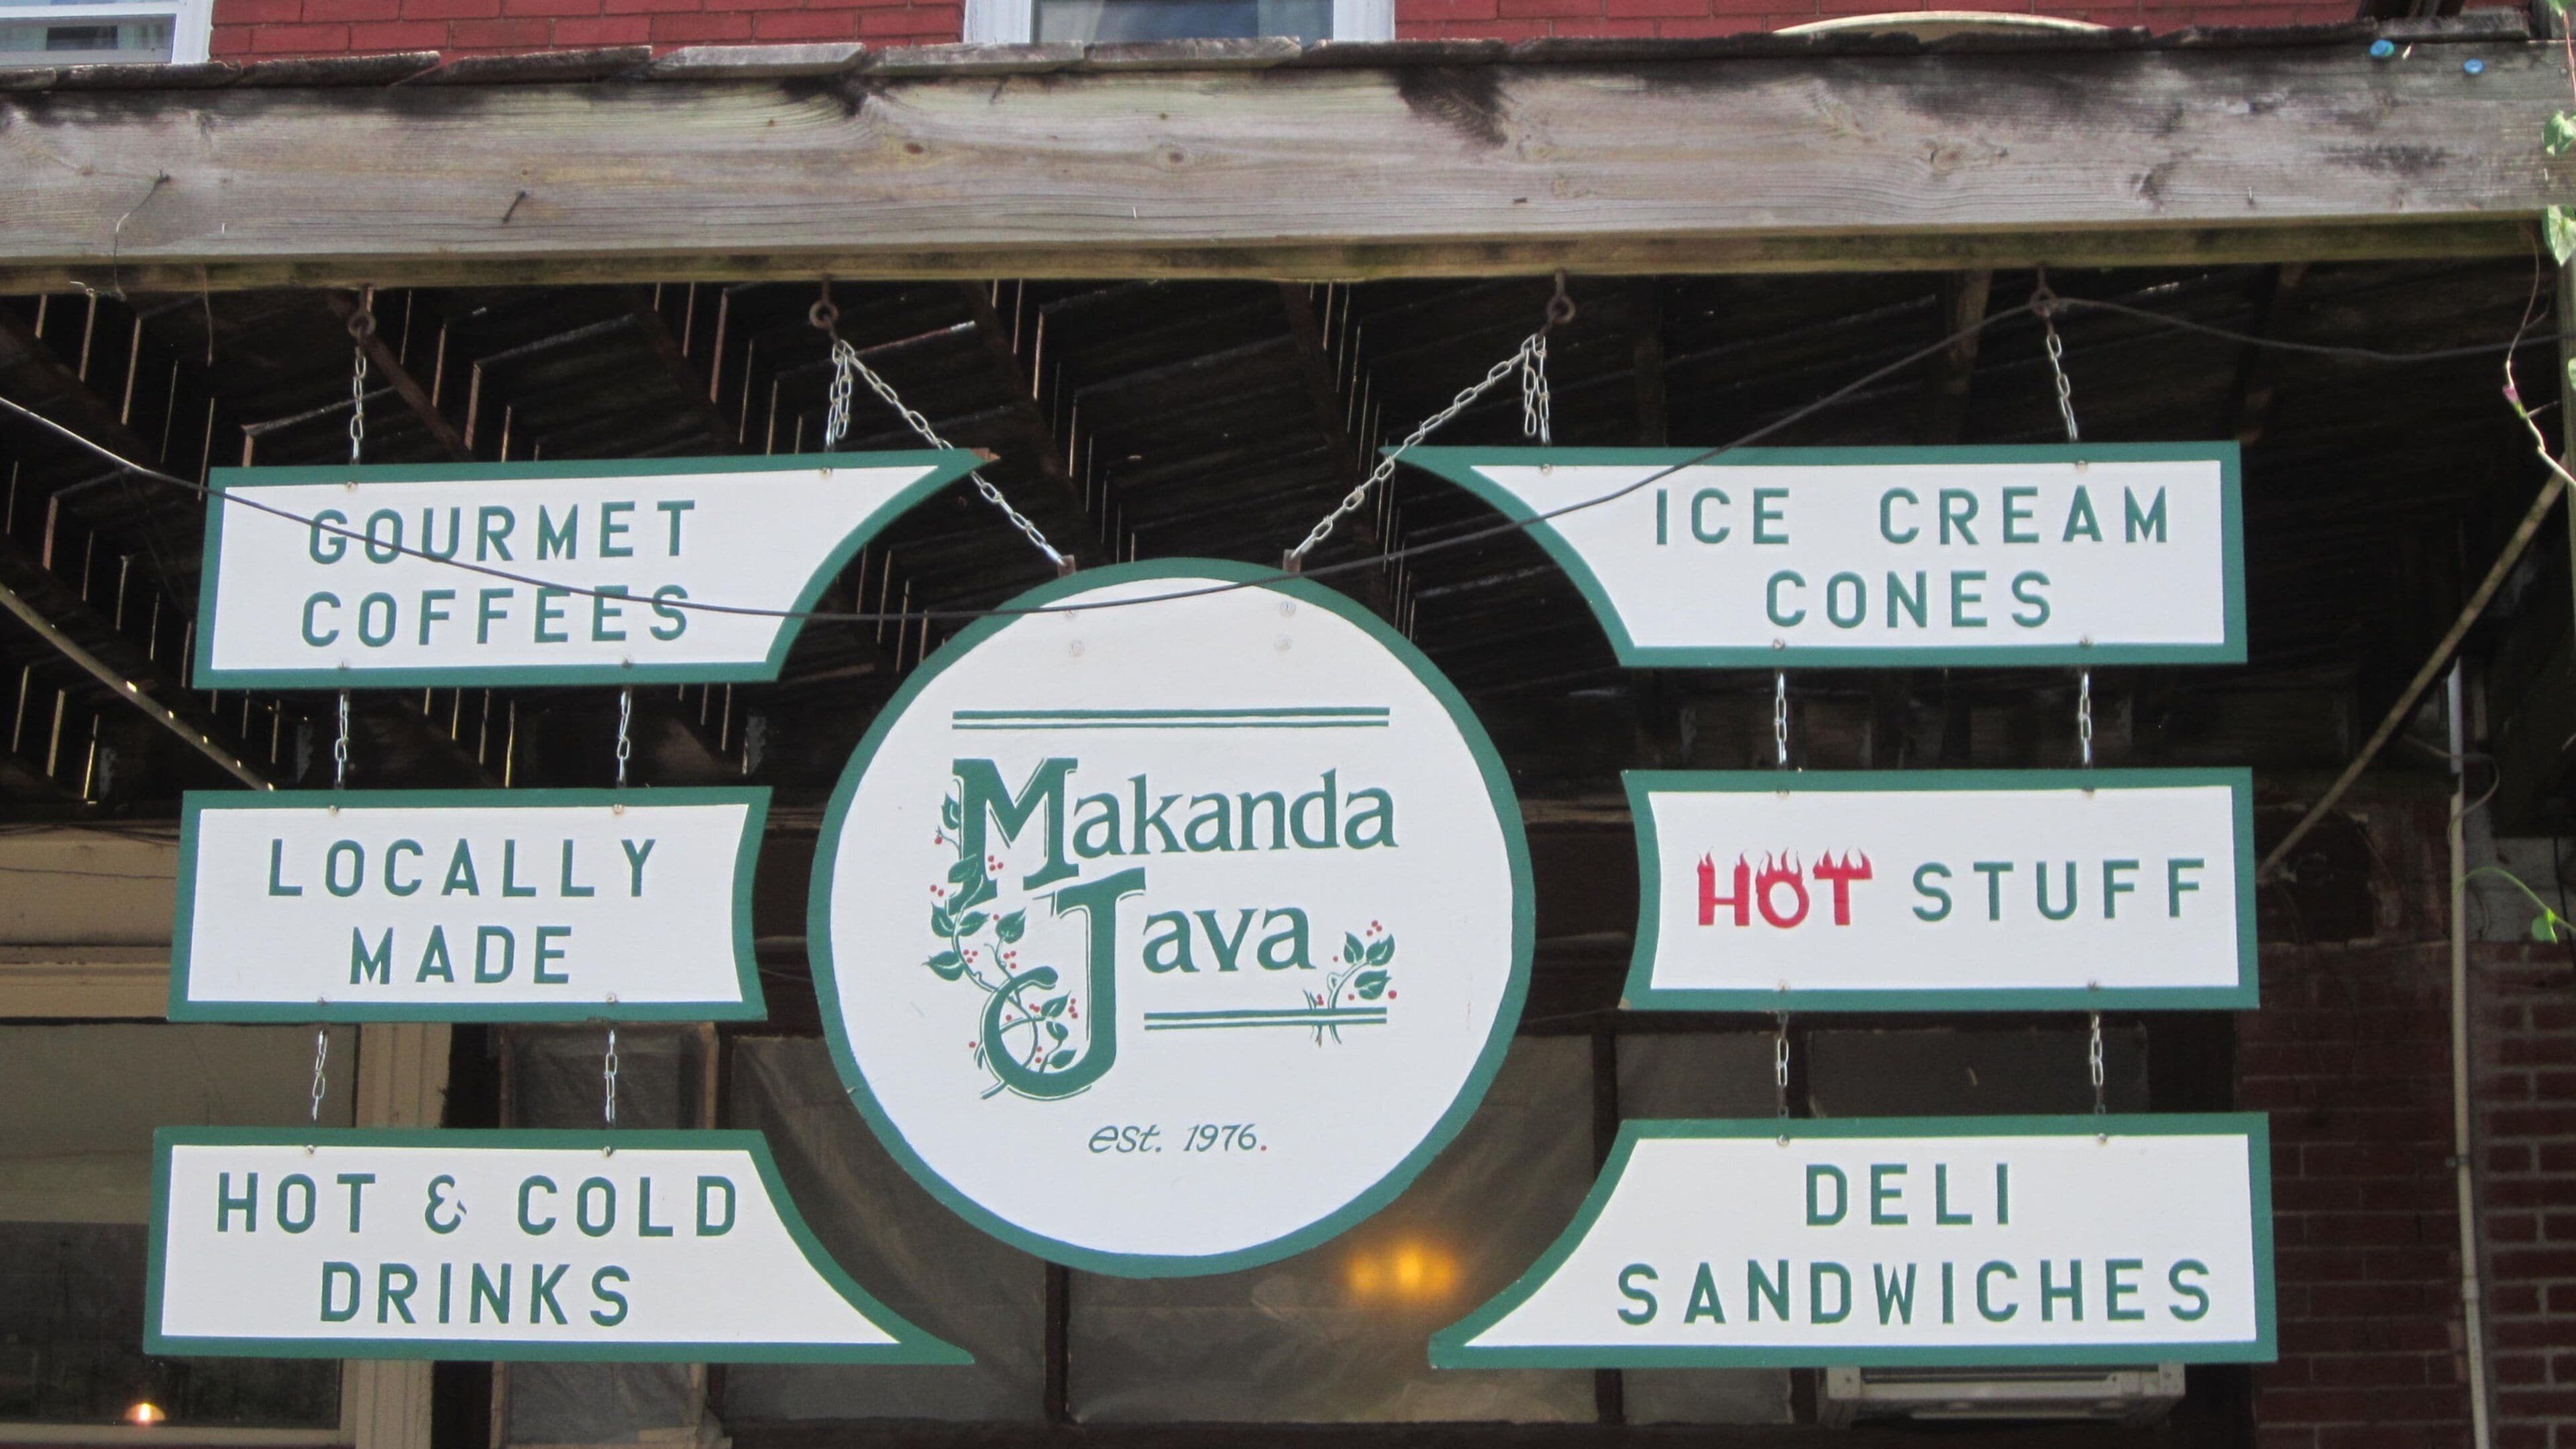 GOURMET
COFFEES
LOCALLY
MADE
HOT & COLD
DRINKS
Makanda
Java
est. 1976.
ICE CREAM
CONES
HOT STUFF
DELI
SANDWICHES